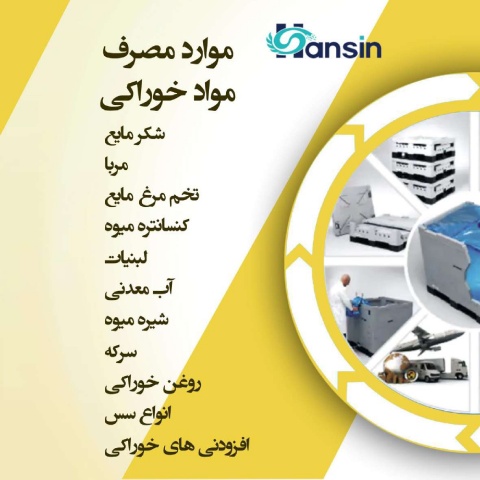 Hansin
موارد مصرف
مواد خوراکی
شکر مایع
مربا
تخم مرغ مایع
کنسانتره میوه
لبنیات
آب معدنی
شیره میوه
سرکه
روغن خوراکی
انواع سس
افزودنی های خوراکی